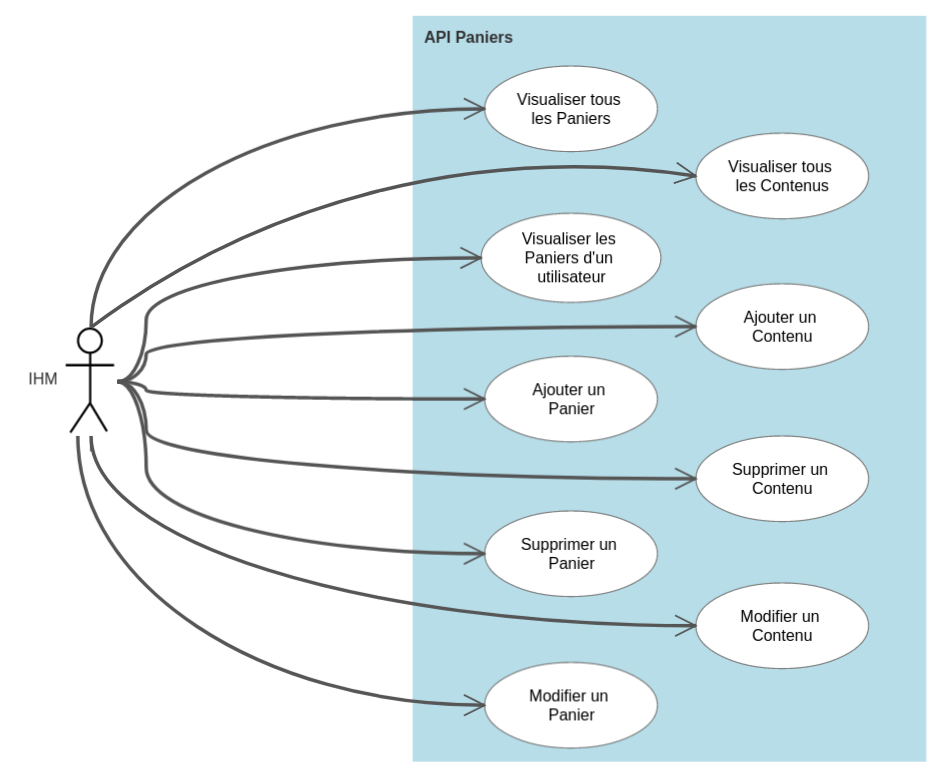 API Paniers
Visualiser tous
les Paniers
Visualiser tous
les Contenus
Visualiser les
Paniers d'un
utilisateur
Ajouter un
Contenu
IHM
Ajouter un
Panier
Supprimer un
Contenu
Supprimer un
Panier
Modifier un
Contenu
Modifier un
Panier